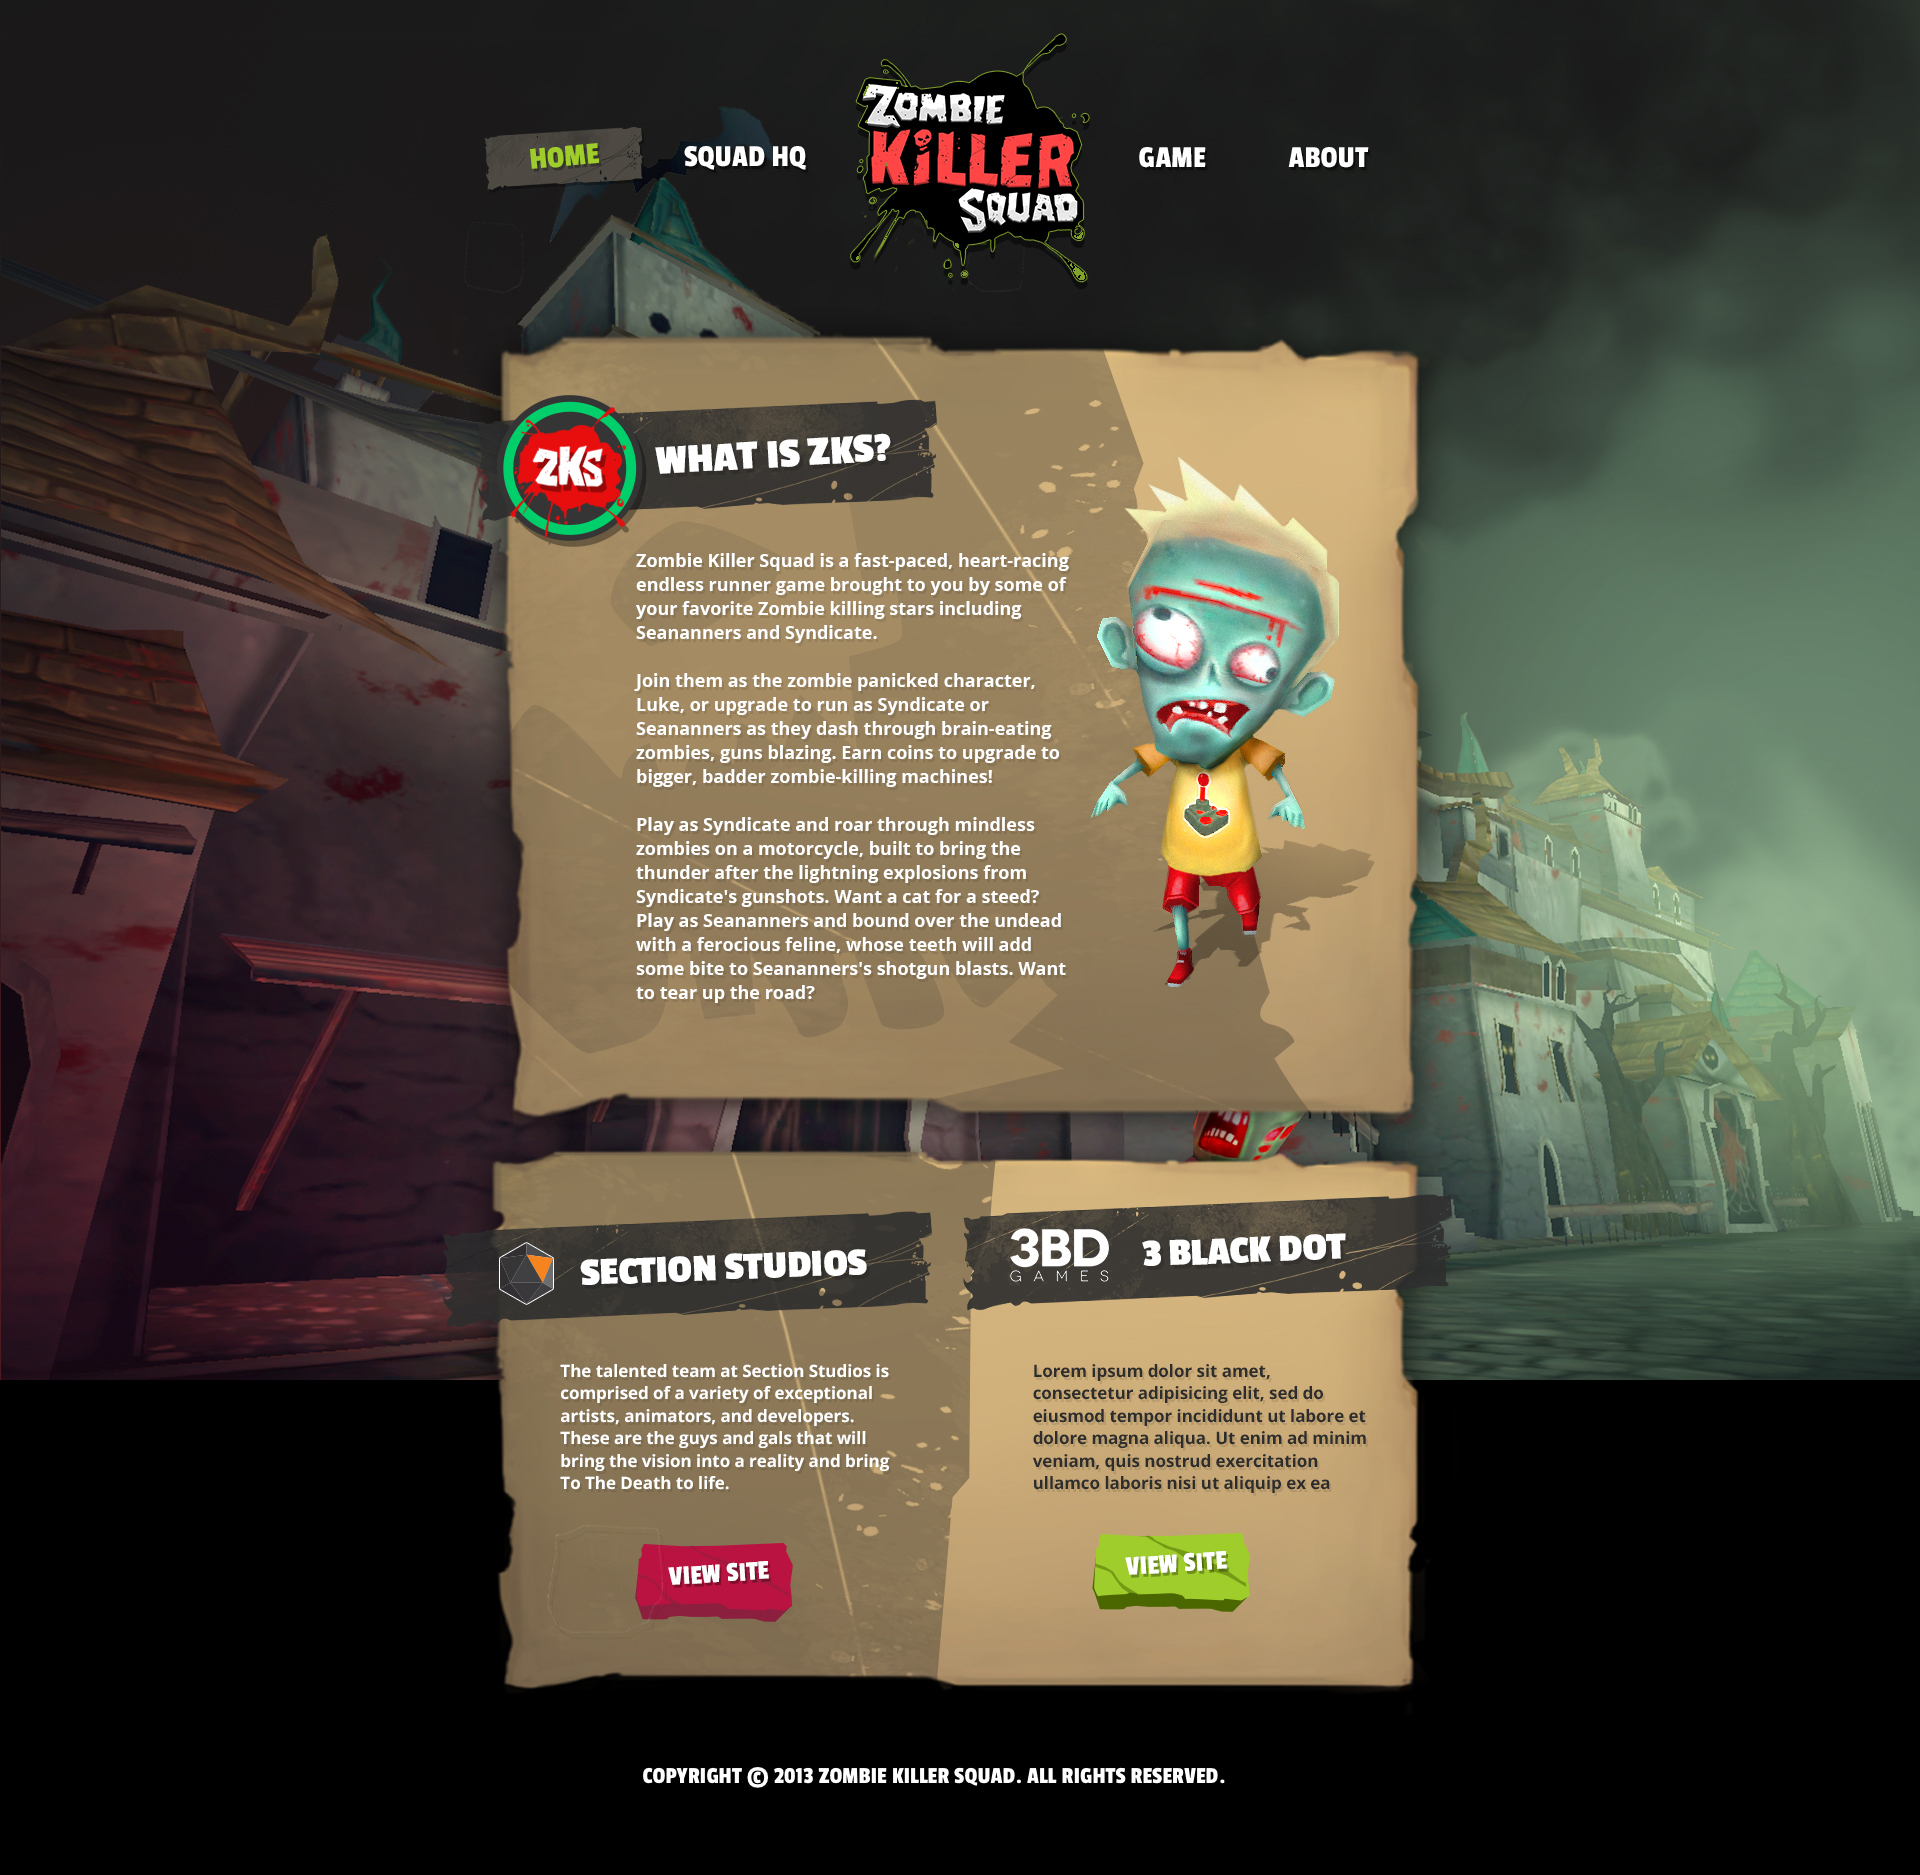 HOME
SQUAD HQ
ZOMBIE
KILLER
SQUAD
GAME
ABOUT
ZKS
WHAT IS ZKS?
Zombie Killer Squad is a fast-paced, heart-racing
endless runner game brought to you by some of
your favorite Zombie killing stars including
Seananners and Syndicate.
Join them as the zombie panicked character,
Luke, or upgrade to run as Syndicate or
Seananners as they dash through brain-eating
zombies, guns blazing. Earn coins to upgrade to
bigger, badder zombie-killing machines!
Play as Syndicate and roar through mindless
zombies on a motorcycle, built to bring the
thunder after the lightning explosions from
Syndicate's gunshots. Want a cat for a steed?
Play as Seananners and bound over the undead
with a ferocious feline, whose teeth will add
some bite to Seananners's shotgun blasts. Want
to tear up the road?
SECTION STUDIOS
The talented team at Section Studios is
comprised of a variety of exceptional
artists, animators, and developers.
These are the guys and gals that will
bring the vision into a reality and bring
To The Death to life.
VIEW SITE
3BD
GAMES
3 BLACK DOT
Lorem ipsum dolor sit amet,
consectetur adipisicing elit, sed do
eiusmod tempor incididunt ut labore et
dolore magna aliqua. Ut enim ad minim
veniam, quis nostrud exercitation
ullamco laboris nisi ut aliquip ex ea
VIEW SITE
COPYRIGHT © 2013 ZOMBIE KILLER SQUAD. ALL RIGHTS RESERVED.